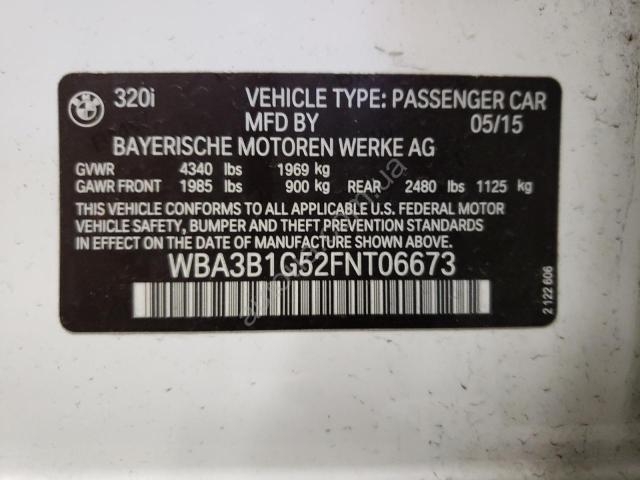 320i VEHICLE TYPE: PASSENGER CAR
MFD BY 05/15
BAYERISCHE MOTOREN WERKE AG
GVWR 4340 lbs 1969 kg
GAWR FRONT 1985 lbs 900 kg REAR 2480 lbs 1125 kg
THIS VEHICLE CONFORMS TO ALL APPLICABLE U.S. FEDERAL MOTOR
VEHICLE SAFETY, BUMPER AND THEFT PREVENTION
STANDARDS IN EFFECT ON THE DATE OF MANUFACTURE SHOWN ABOVE.
WBA3B1G52FNT06673
2 122 606